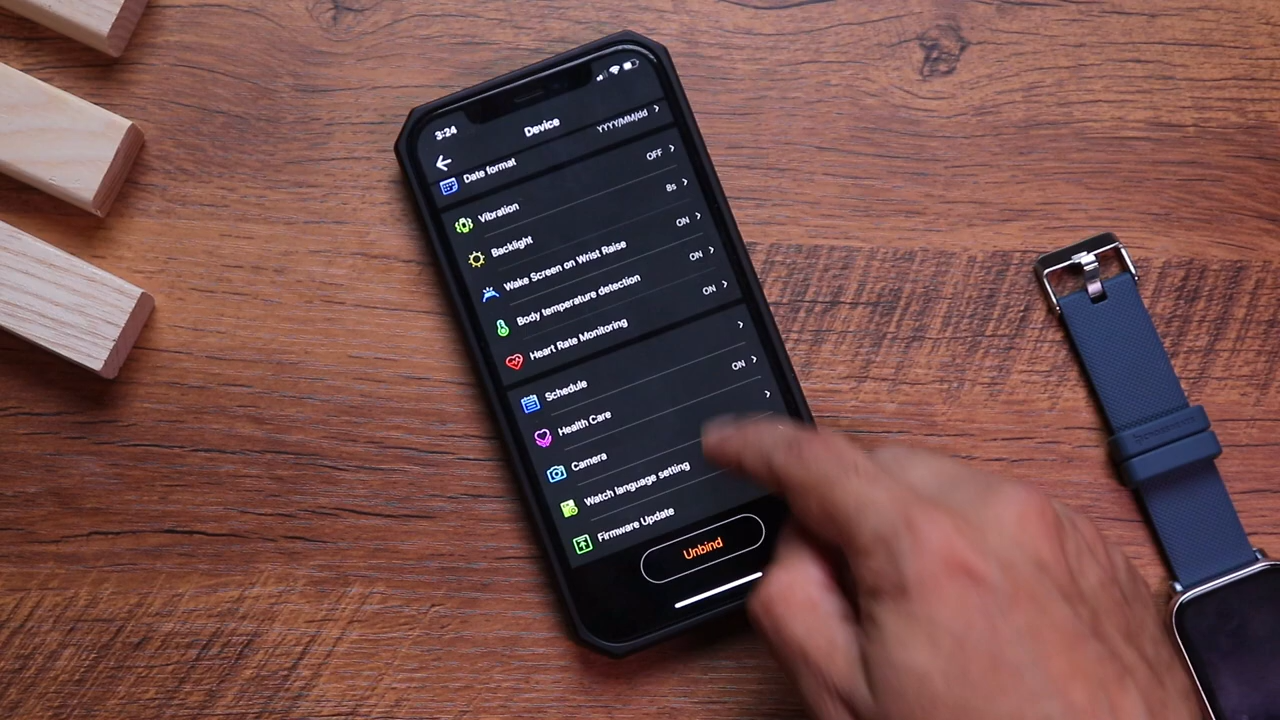 3:24
Device
Date format YYYY/MM/dd
Vibration OFF
Backlight 8s
Wake Screen on Wrist Raise ON
Body temperature detection ON
Heart Rate Monitoring ON
Schedule
Health Care ON
Camera
Watch language setting
Firmware Update
Unbind